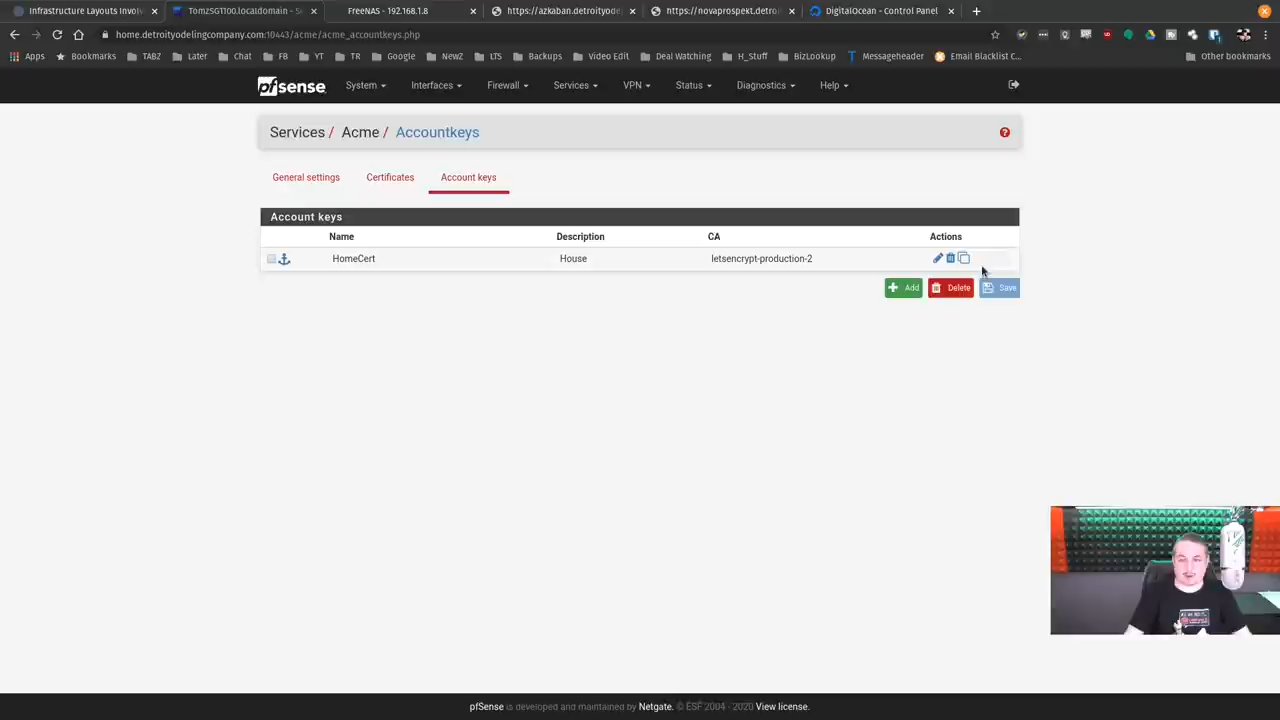 Infrastructure Layouts Involv
TomzSG1100.localdomain - S
FreeNAS - 192.168.1.8
https://azkaban.detroityode
https://novaprospekt.detroi
DigitalOcean - Control Panel
home.detroityodelingcompany.com:10443/acme/acme_accountkeys.php
Apps Bookmarks TABZ Later Chat FB YT TR Google NewZ LTS Backups Video Edit Deal Watching H_Stuff BizLookup Messageheader Email Blacklist C... Other bookmarks
pfsense System Interfaces Firewall Services VPN Status Diagnostics Help
Services / Acme / Accountkeys
General settings Certificates Account keys
Account keys
Name Description CA Actions
HomeCert House letsencrypt-production-2
Add Delete Save
pfSense is developed and maintained by Netgate. © ESF 2004 - 2020 View license.